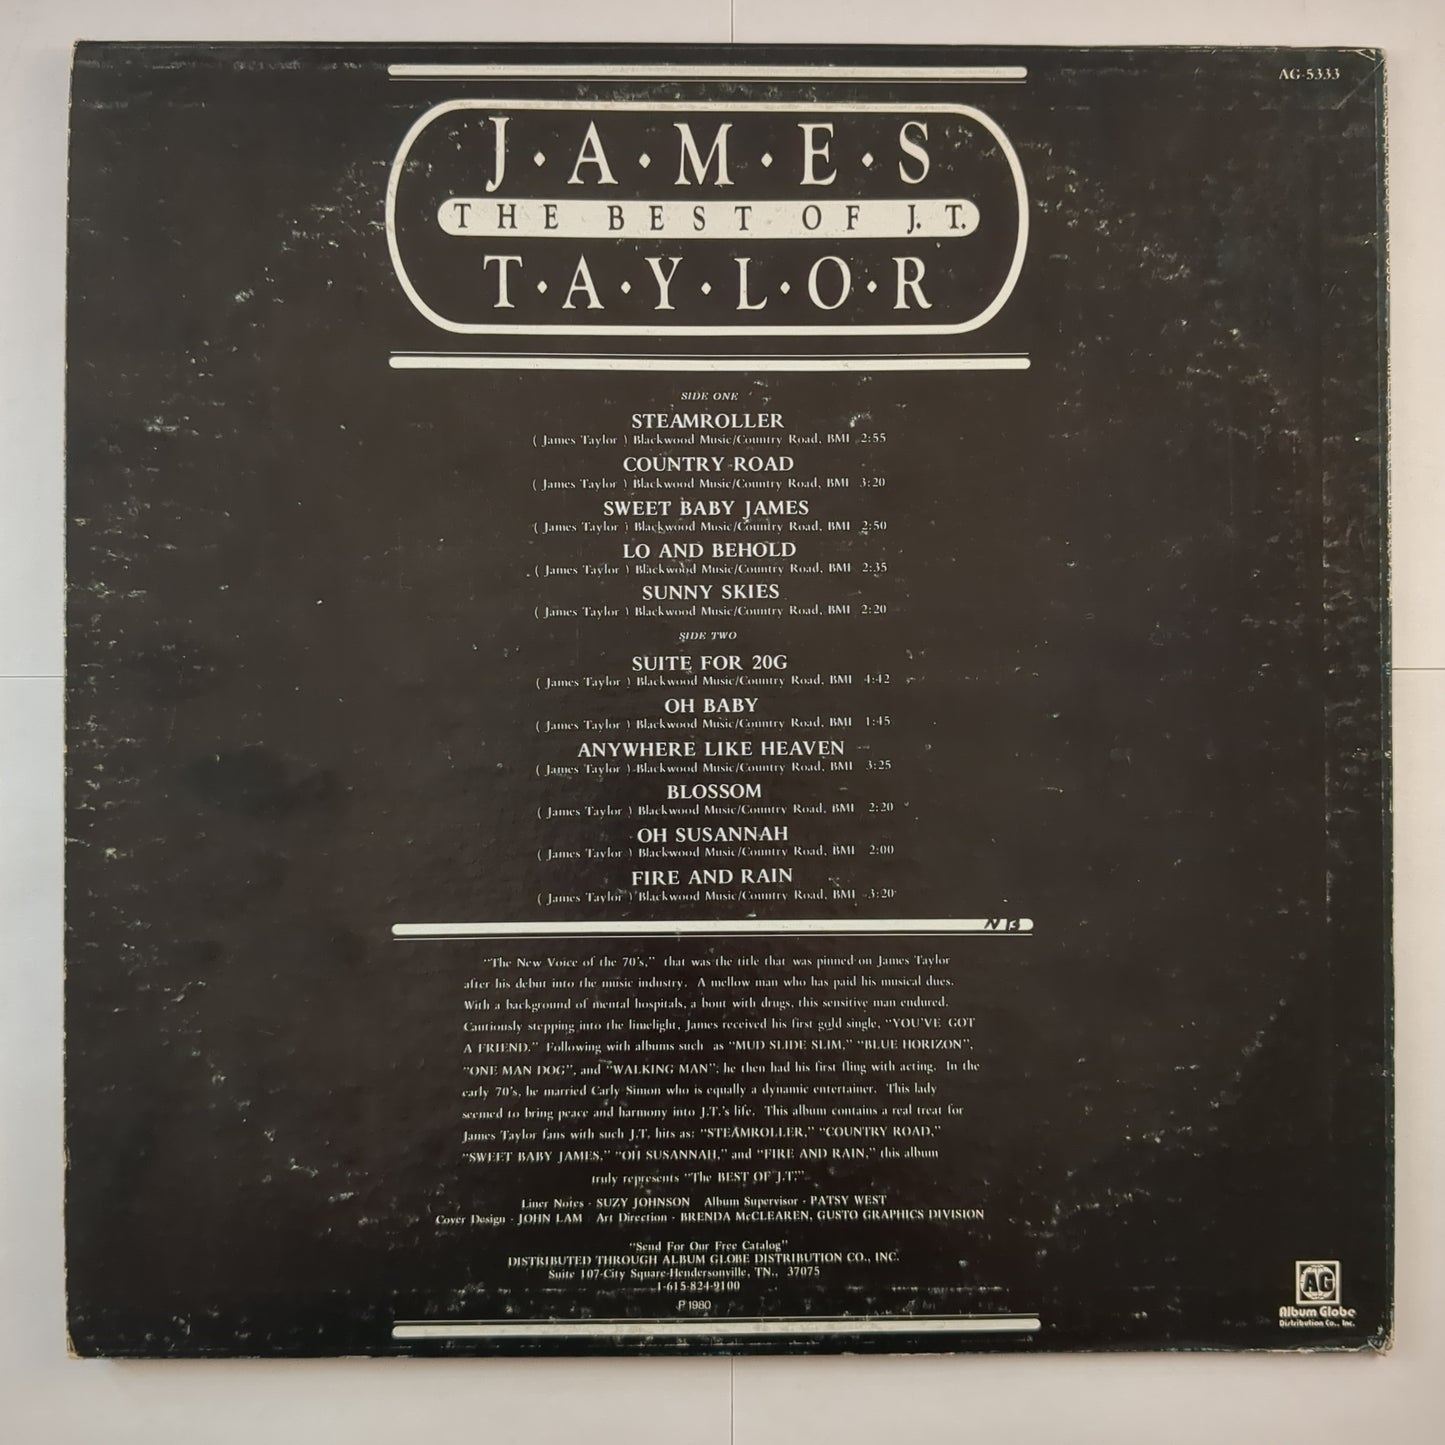 AG-5333
J·A·M·E·S
THE BEST OF J.T.
T·A·Y·L·O·R
SIDE ONE
STEAMROLLER
( James Taylor ) Blackwood Music/Country Road, BMI 2:55
COUNTRY ROAD
( James Taylor ) Blackwood Music/Country Road, BMI 3:20
SWEET BABY JAMES
( James Taylor ) Blackwood Music/Country Road, BMI 2:50
LO AND BEHOLD
( James Taylor ) Blackwood Music/Country Road, BMI 2:35
SUNNY SKIES
( James Taylor ) Blackwood Music/Country Road, BMI 2:20
SIDE TWO
SUITE FOR 20G
( James Taylor ) Blackwood Music/Country Road, BMI 4:42
OH BABY
( James Taylor ) Blackwood Music/Country Road, BMI 1:45
ANYWHERE LIKE HEAVEN
( James Taylor ) Blackwood Music/Country Road, BMI 3:25
BLOSSOM
( James Taylor ) Blackwood Music/Country Road, BMI 2:20
OH SUSANNAH
( James Taylor ) Blackwood Music/Country Road, BMI 2:00
FIRE AND RAIN
( James Taylor ) Blackwood Music/Country Road, BMI 3:20
N 13
"The New Voice of the 70's," that was the title that was pinned on James Taylor
after his debut into the music industry. A mellow man who has paid his musical dues.
With a background of mental hospitals, a bout with drugs, this sensitive man endured.
Cautiously stepping into the limelight, James received his first gold single, "YOU'VE GOT
A FRIEND." Following with albums such as "MUD SLIDE SLIM," "BLUE HORIZON",
"ONE MAN DOG", and "WALKING MAN"; he then had his first fling with acting. In the
early 70's, he married Carly Simon who is equally a dynamic entertainer. This lady
seemed to bring peace and harmony into J.T.'s life. This album contains a real treat for
James Taylor fans with such J.T. hits as: "STEAMROLLER," "COUNTRY ROAD,"
"SWEET BABY JAMES," "OH SUSANNAH," and "FIRE AND RAIN," this album
truly represents "The BEST OF J.T."
Liner Notes - SUZY JOHNSON Album Supervisor - PATSY WEST
Cover Design - JOHN LAM Art Direction - BRENDA McCLEAREN, GUSTO GRAPHICS DIVISION
"Send For Our Free Catalog"
DISTRIBUTED THROUGH ALBUM GLOBE DISTRIBUTION CO., INC.
Suite 107-City Square-Hendersonville, TN., 37075
1-615-824-9100
P 1980
AG
Album Globe
Distribution Co., Inc.